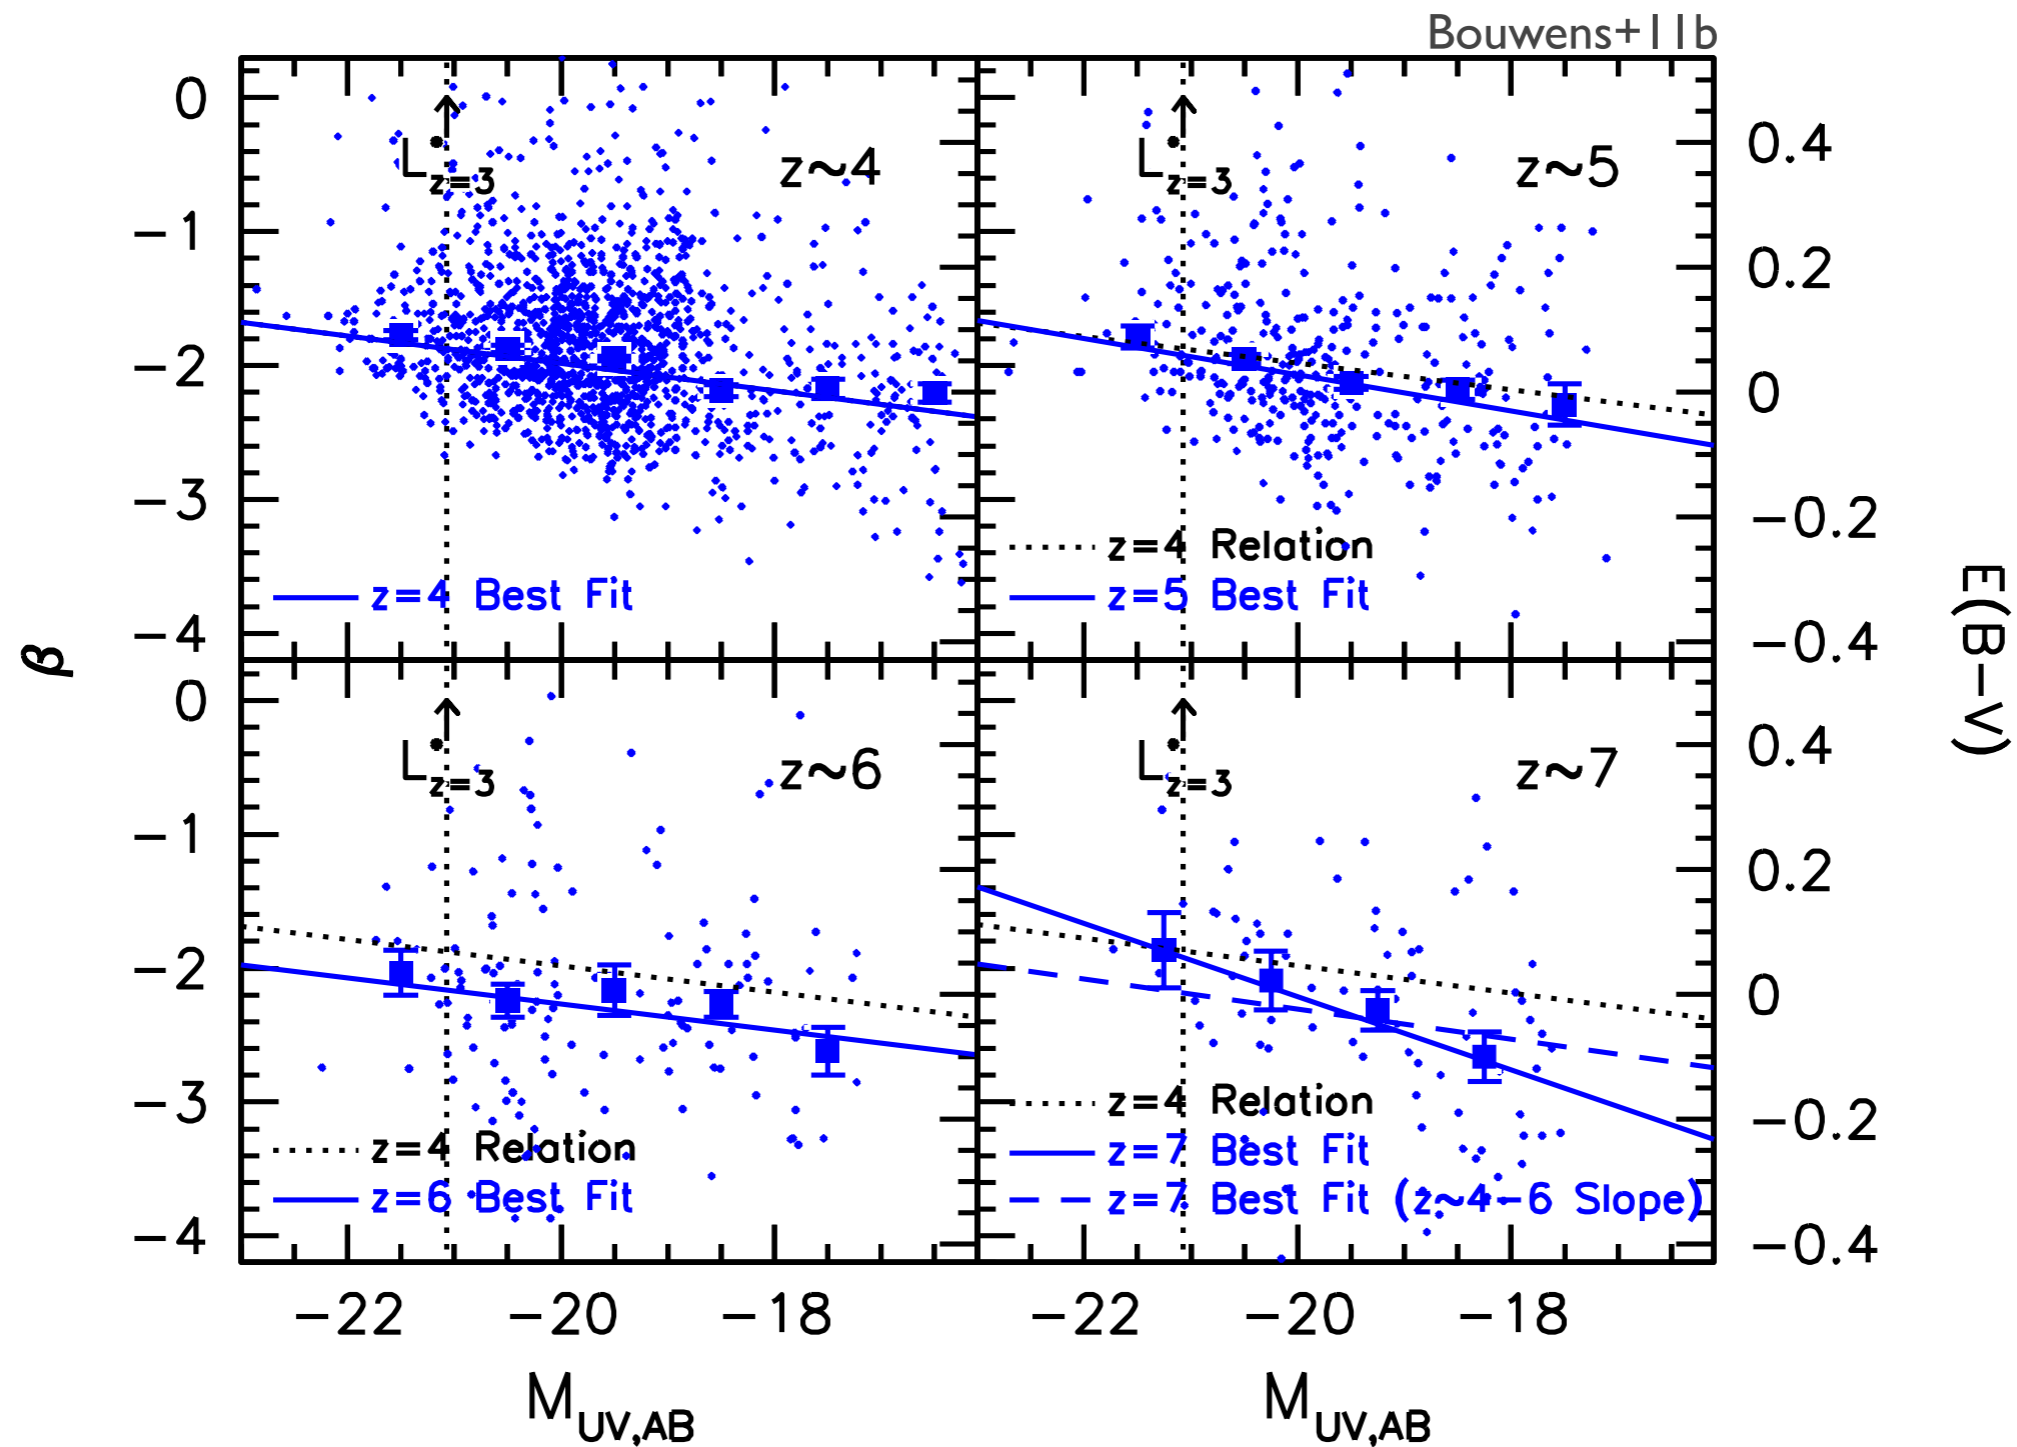 Bouwens+11b
0
-1
-2
-3
-4
L*z=3
z~4
z=4 Best Fit
L*z=3
z~5
z=4 Relation
z=5 Best Fit
0.4
0.2
0
-0.2
-0.4
β
E(B-V)
0
-1
-2
-3
-4
L*z=3
z~6
z=4 Relation
z=6 Best Fit
L*z=3
z~7
z=4 Relation
z=7 Best Fit
z=7 Best Fit (z~4-6 Slope)
0.4
0.2
0
-0.2
-0.4
-22 -20 -18
-22 -20 -18
MUV,AB
MUV,AB